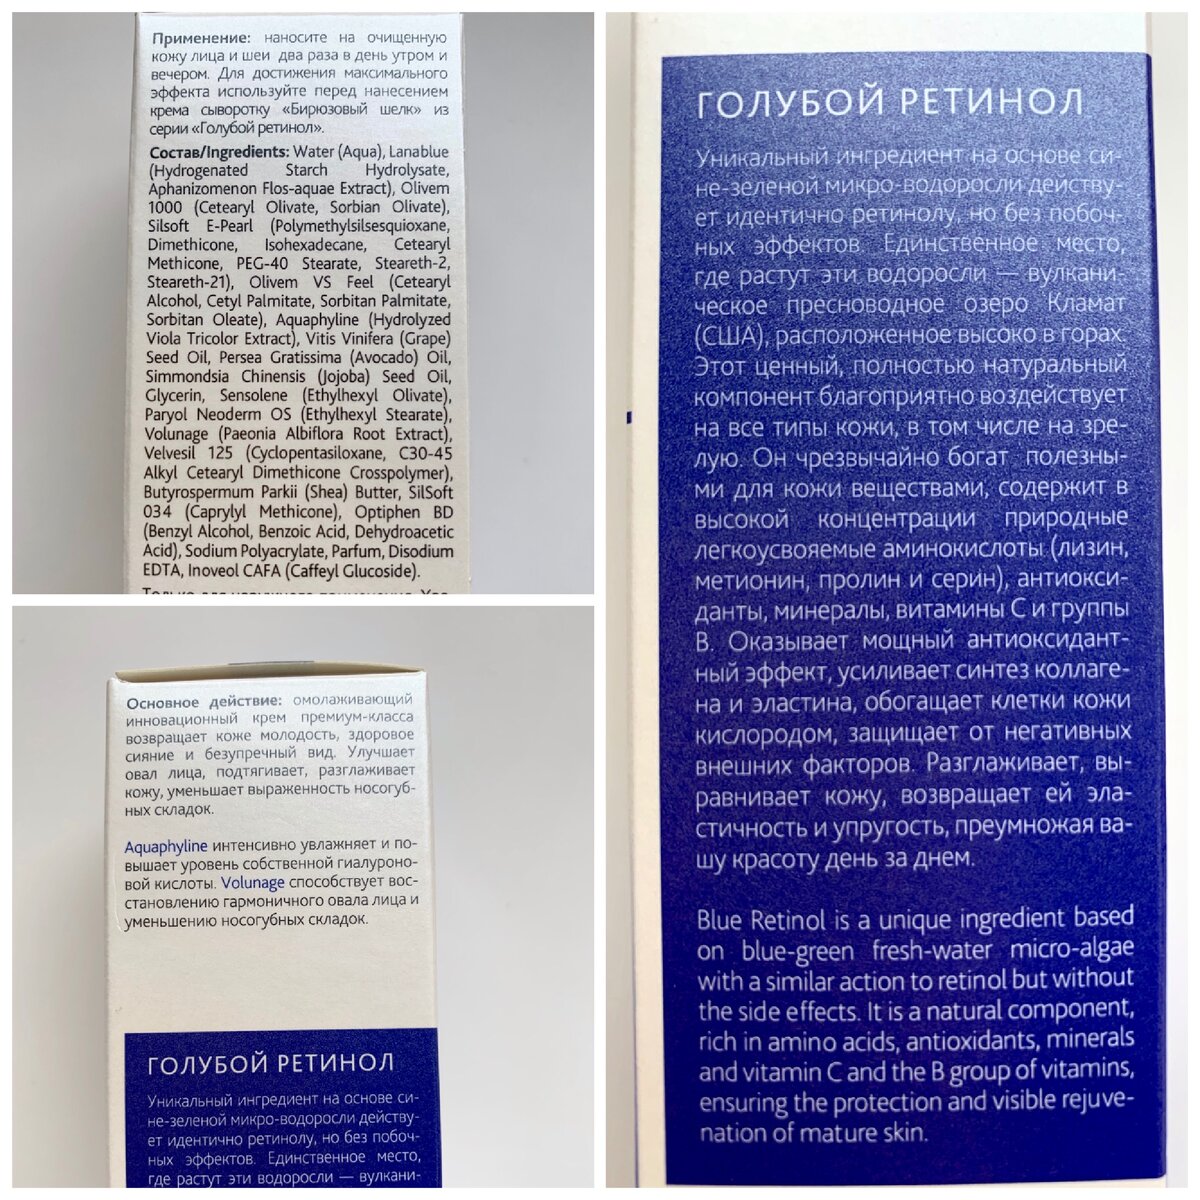 Применение: наносите на очищенную
кожу лица и шеи два раза в день утром и
вечером. Для достижения максимального
эффекта используйте перед нанесением
крема сыворотку «Бирюзовый шелк» из
серии «Голубой ретинол».
Состав/Ingredients: Water (Aqua), Lanablue
(Hydrogenated Starch Hydrolysate,
Aphanizomenon Flos-aquae Extract), Olivem
1000 (Cetearyl Olivate, Sorbian Olivate),
Silsoft E-Pearl (Polymethylsilsesquioxane,
Dimethicone, Isohexadecane, Cetearyl
Methicone, PEG-40 Stearate, Steareth-2,
Steareth-21), Olivem VS Feel (Cetearyl
Alcohol, Cetyl Palmitate, Sorbitan Palmitate,
Sorbitan Oleate), Aquaphyline (Hydrolyzed
Viola Tricolor Extract), Vitis Vinifera (Grape)
Seed Oil, Persea Gratissima (Avocado) Oil,
Simmondsia Chinensis (Jojoba) Seed Oil,
Glycerin, Sensolene (Ethylhexyl Olivate),
Paryol Neoderm OS (Ethylhexyl Stearate),
Volunage (Paeonia Albiflora Root Extract),
Velvesil 125 (Cyclopentasiloxane, C30-45
Alkyl Cetearyl Dimethicone Crosspolymer),
Butyrospermum Parkii (Shea) Butter, SilSoft
034 (Caprylyl Methicone), Optiphen BD
(Benzyl Alcohol, Benzoic Acid, Dehydroacetic
Acid), Sodium Polyacrylate, Parfum, Disodium
EDTA, Inoveol CAFA (Caffeyl Glucoside).
Только для наружного применения.
Основное действие: омолаживающий
инновационный крем премиум-класса
возвращает коже молодость, здоровое
сияние и безупречный вид. Улучшает
овал лица, подтягивает, разглаживает
кожу, уменьшает выраженность носогуб-
ных складок.
Aquaphyline интенсивно увлажняет и по-
вышает уровень собственной гиалуроно-
вой кислоты. Volunage способствует вос-
становлению гармоничного овала лица и
уменьшению носогубных складок.
ГОЛУБОЙ РЕТИНОЛ
Уникальный ингредиент на основе си-
не-зеленой микро-водоросли действу-
ет идентично ретинолу, но без побоч-
ных эффектов. Единственное место,
где растут эти водоросли — вулкани-
ГОЛУБОЙ РЕТИНОЛ
Уникальный ингредиент на основе си-
не-зеленой микро-водоросли действу-
ет идентично ретинолу, но без побоч-
ных эффектов. Единственное место,
где растут эти водоросли — вулкани-
ческое пресноводное озеро Кламат
(США), расположенное высоко в горах.
Этот ценный, полностью натуральный
компонент благоприятно воздействует
на все типы кожи, в том числе на зре-
лую. Он чрезвычайно богат полезны-
ми для кожи веществами, содержит в
высокой концентрации природные
легкоусвояемые аминокислоты (лизин,
метионин, пролин и серин), антиокси-
данты, минералы, витамины С и группы
В. Оказывает мощный антиоксидант-
ный эффект, усиливает синтез коллаге-
на и эластина, обогащает клетки кожи
кислородом, защищает от негативных
внешних факторов. Разглаживает, вы-
равнивает кожу, возвращает ей эла-
стичность и упругость, преумножая ва-
шу красоту день за днем.
Blue Retinol is a unique ingredient based
on blue-green fresh-water micro-algae
with a similar action to retinol but without
the side effects. It is a natural component,
rich in amino acids, antioxidants, minerals
and vitamin C and the B group of vitamins,
ensuring the protection and visible rejuve-
nation of mature skin.